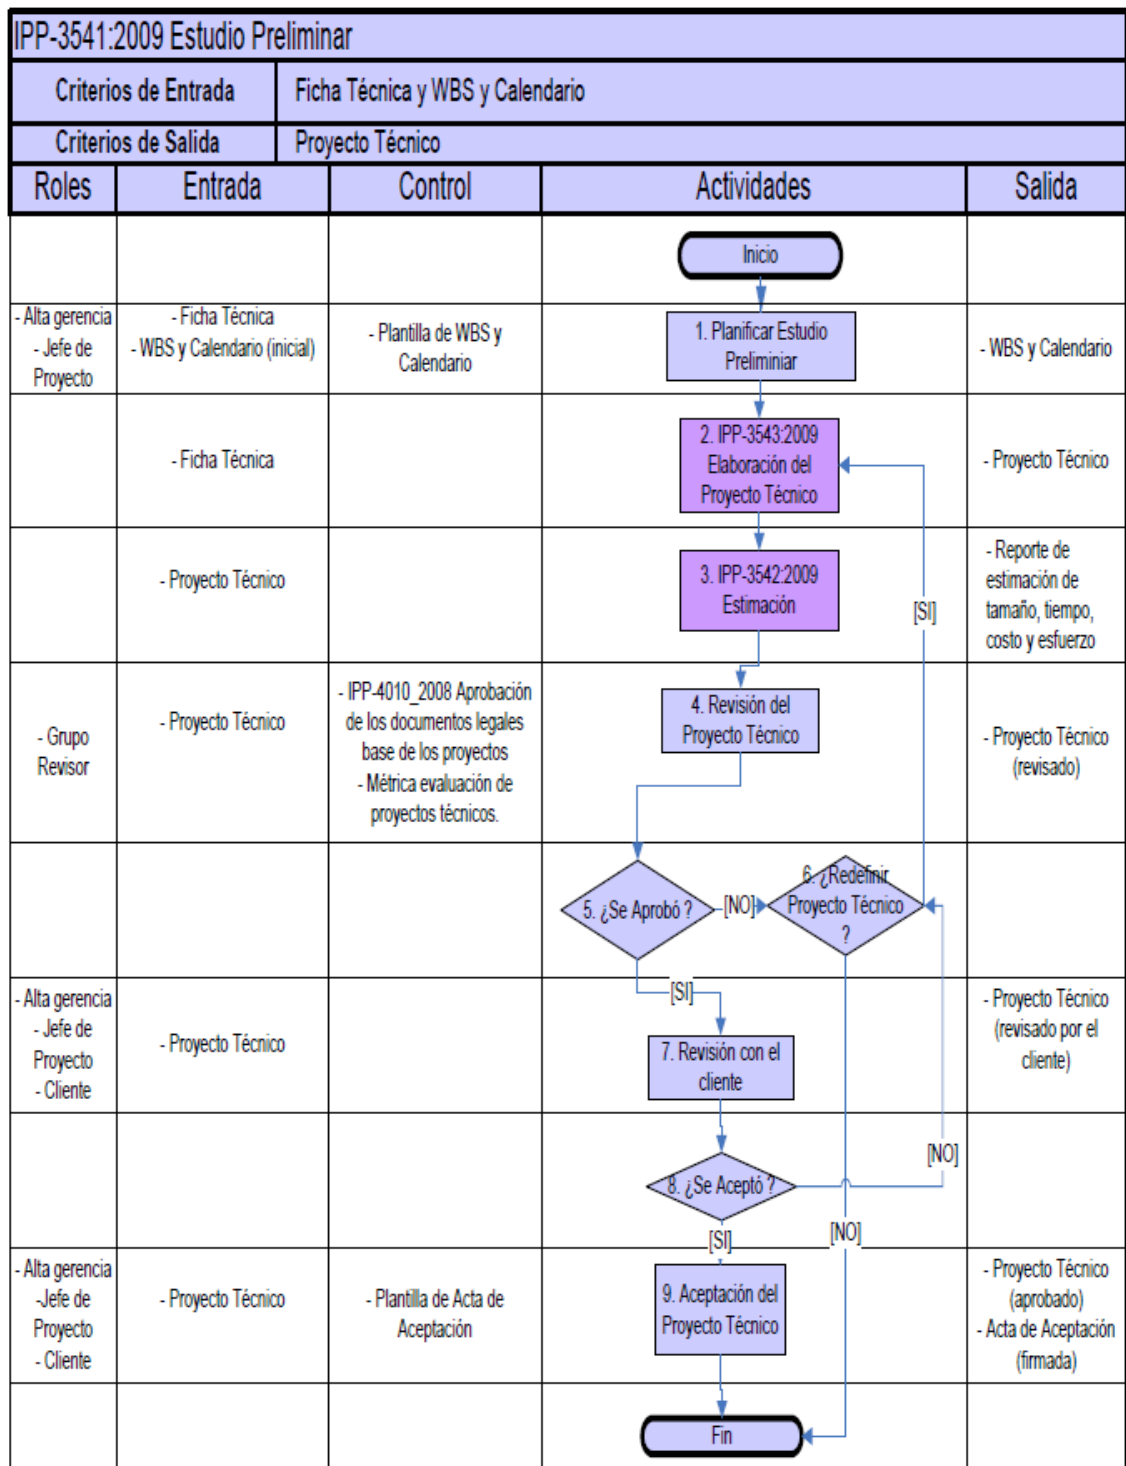 IPP-3541:2009 Estudio Preliminar
Criterios de Entrada
Ficha Técnica y WBS y Calendario
Criterios de Salida
Proyecto Técnico
Roles
Entrada
Control
Actividades
Salida
Inicio
- Alta gerencia
- Jefe de
Proyecto
- Ficha Técnica
- WBS y Calendario (inicial)
- Plantilla de WBS y
Calendario
1. Planificar Estudio
Preliminiar
- WBS y Calendario
- Ficha Técnica
2. IPP-3543:2009
Elaboración del
Proyecto Técnico
- Proyecto Técnico
- Proyecto Técnico
3. IPP-3542:2009
Estimación
[SI]
- Reporte de
estimación de
tamaño, tiempo,
costo y esfuerzo
- Grupo
Revisor
- Proyecto Técnico
- IPP-4010_2008 Aprobación
de los documentos legales
base de los proyectos
- Métrica evaluación de
proyectos técnicos.
4. Revisión del
Proyecto Técnico
- Proyecto Técnico
(revisado)
5. ¿Se Aprobó ?
[NO]
6. ¿Redefinir
Proyecto Técnico
?
[SI]
- Alta gerencia
- Jefe de
Proyecto
- Cliente
- Proyecto Técnico
7. Revisión con el
cliente
- Proyecto Técnico
(revisado por el
cliente)
8. ¿Se Aceptó ?
[NO]
[SI]
[NO]
- Alta gerencia
-Jefe de
Proyecto
- Cliente
- Proyecto Técnico
- Plantilla de Acta de
Aceptación
9. Aceptación del
Proyecto Técnico
- Proyecto Técnico
(aprobado)
- Acta de Aceptación
(firmada)
Fin